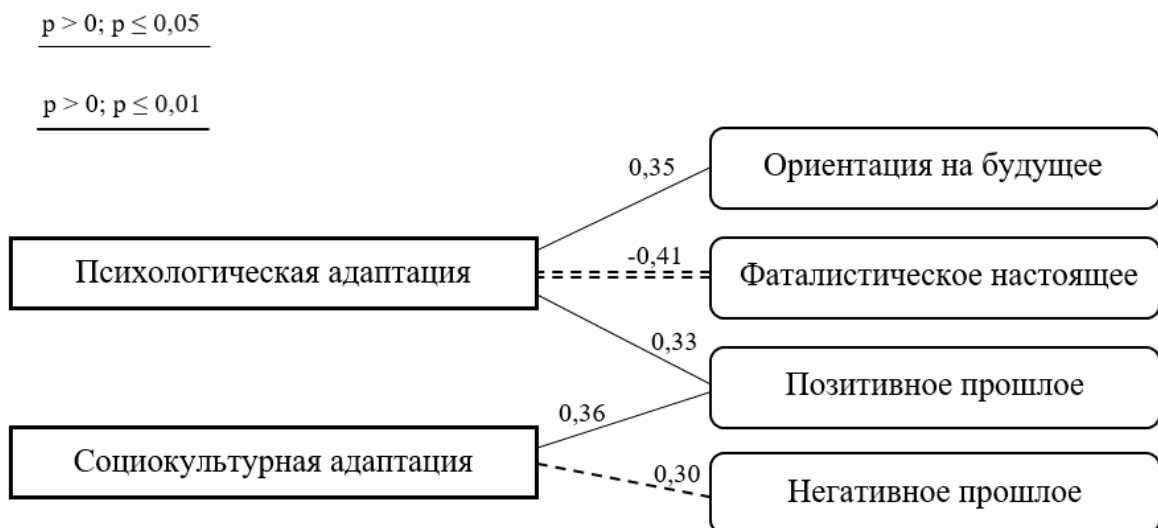 p > 0; p ≤ 0,05
p > 0; p ≤ 0,01
0,35
Ориентация на будущее
Психологическая адаптация
-0,41
Фаталистическое настоящее
0,33
Позитивное прошлое
0,36
Социокультурная адаптация
0,30
Негативное прошлое